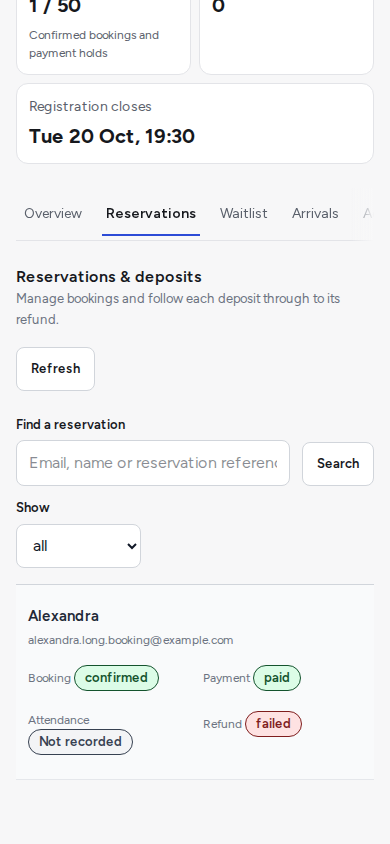 1 / 50
Confirmed bookings and
payment holds
0
Registration closes
Tue 20 Oct, 19:30
Overview Reservations Waitlist Arrivals A
Reservations & deposits
Manage bookings and follow each deposit through to its
refund.
Refresh
Find a reservation
Email, name or reservation referenc
Search
Show
all
Alexandra
alexandra.long.booking@example.com
Booking confirmed
Payment paid
Attendance
Not recorded
Refund failed